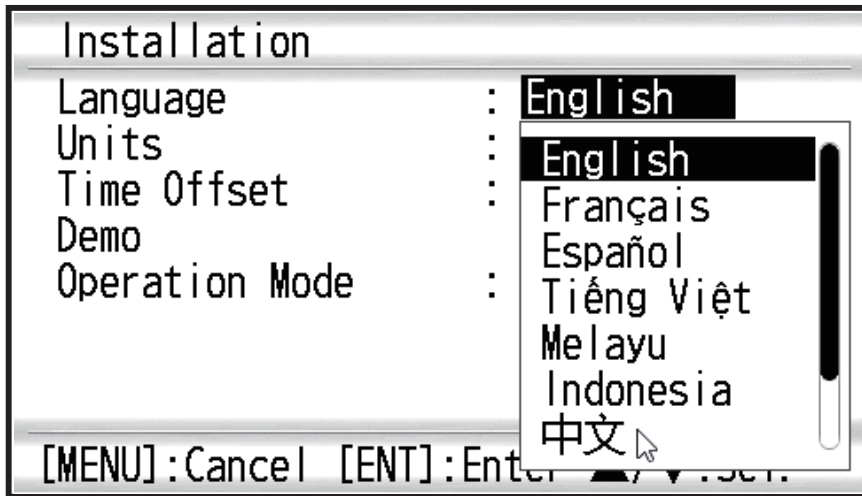 Installation
Language : English
Units :
Time Offset :
Demo
Operation Mode :
English
Français
Español
Tiếng Việt
Melayu
Indonesia
中文
[MENU]:Cancel [ENT]:Enter